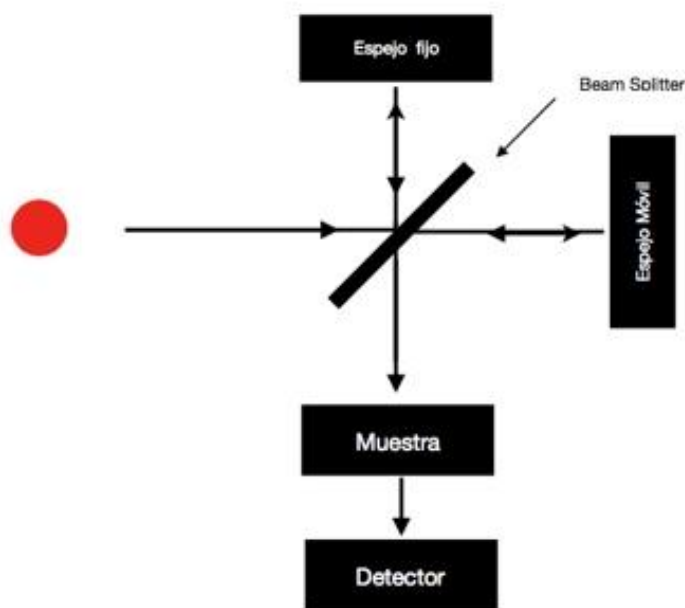 Espejo fijo
Beam Splitter
Espejo Móvil
Muestra
Detector